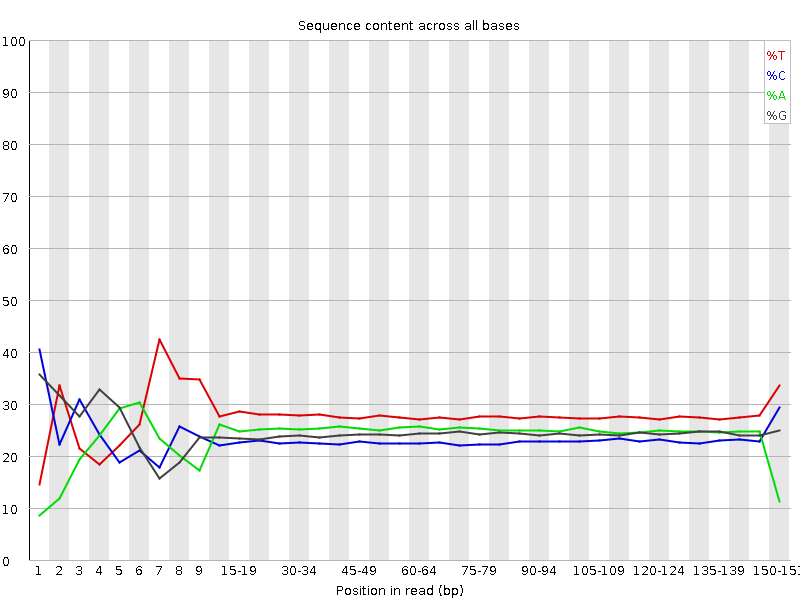 Sequence content across all bases
100
90
80
70
60
50
40
30
20
10
0
%T
%C
%A
%G
1 2 3 4 5 6 7 8 9 15-19 30-34 45-49 60-64 75-79 90-94 105-109 120-124 135-139 150-151
Position in read (bp)